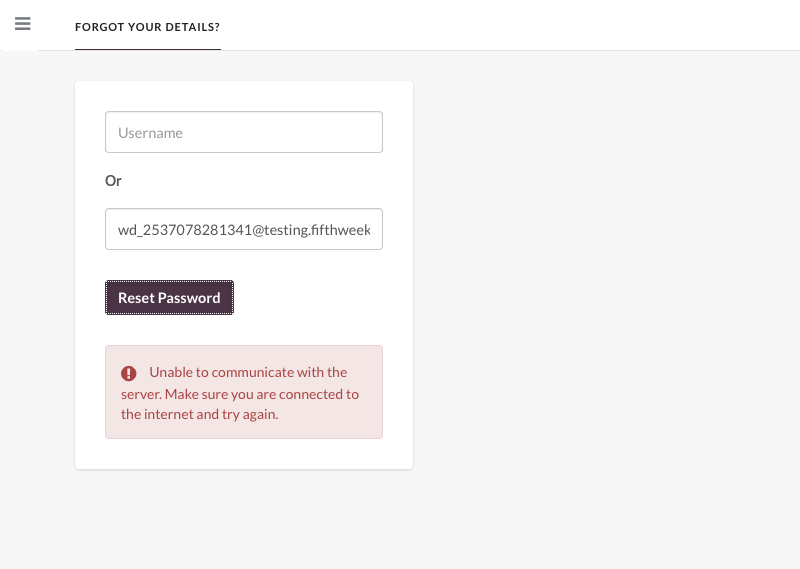 FORGOT YOUR DETAILS?
Username
Or
wd_2537078281341@testing.fifthweek
Reset Password
Unable to communicate with the
server. Make sure you are connected to
the internet and try again.